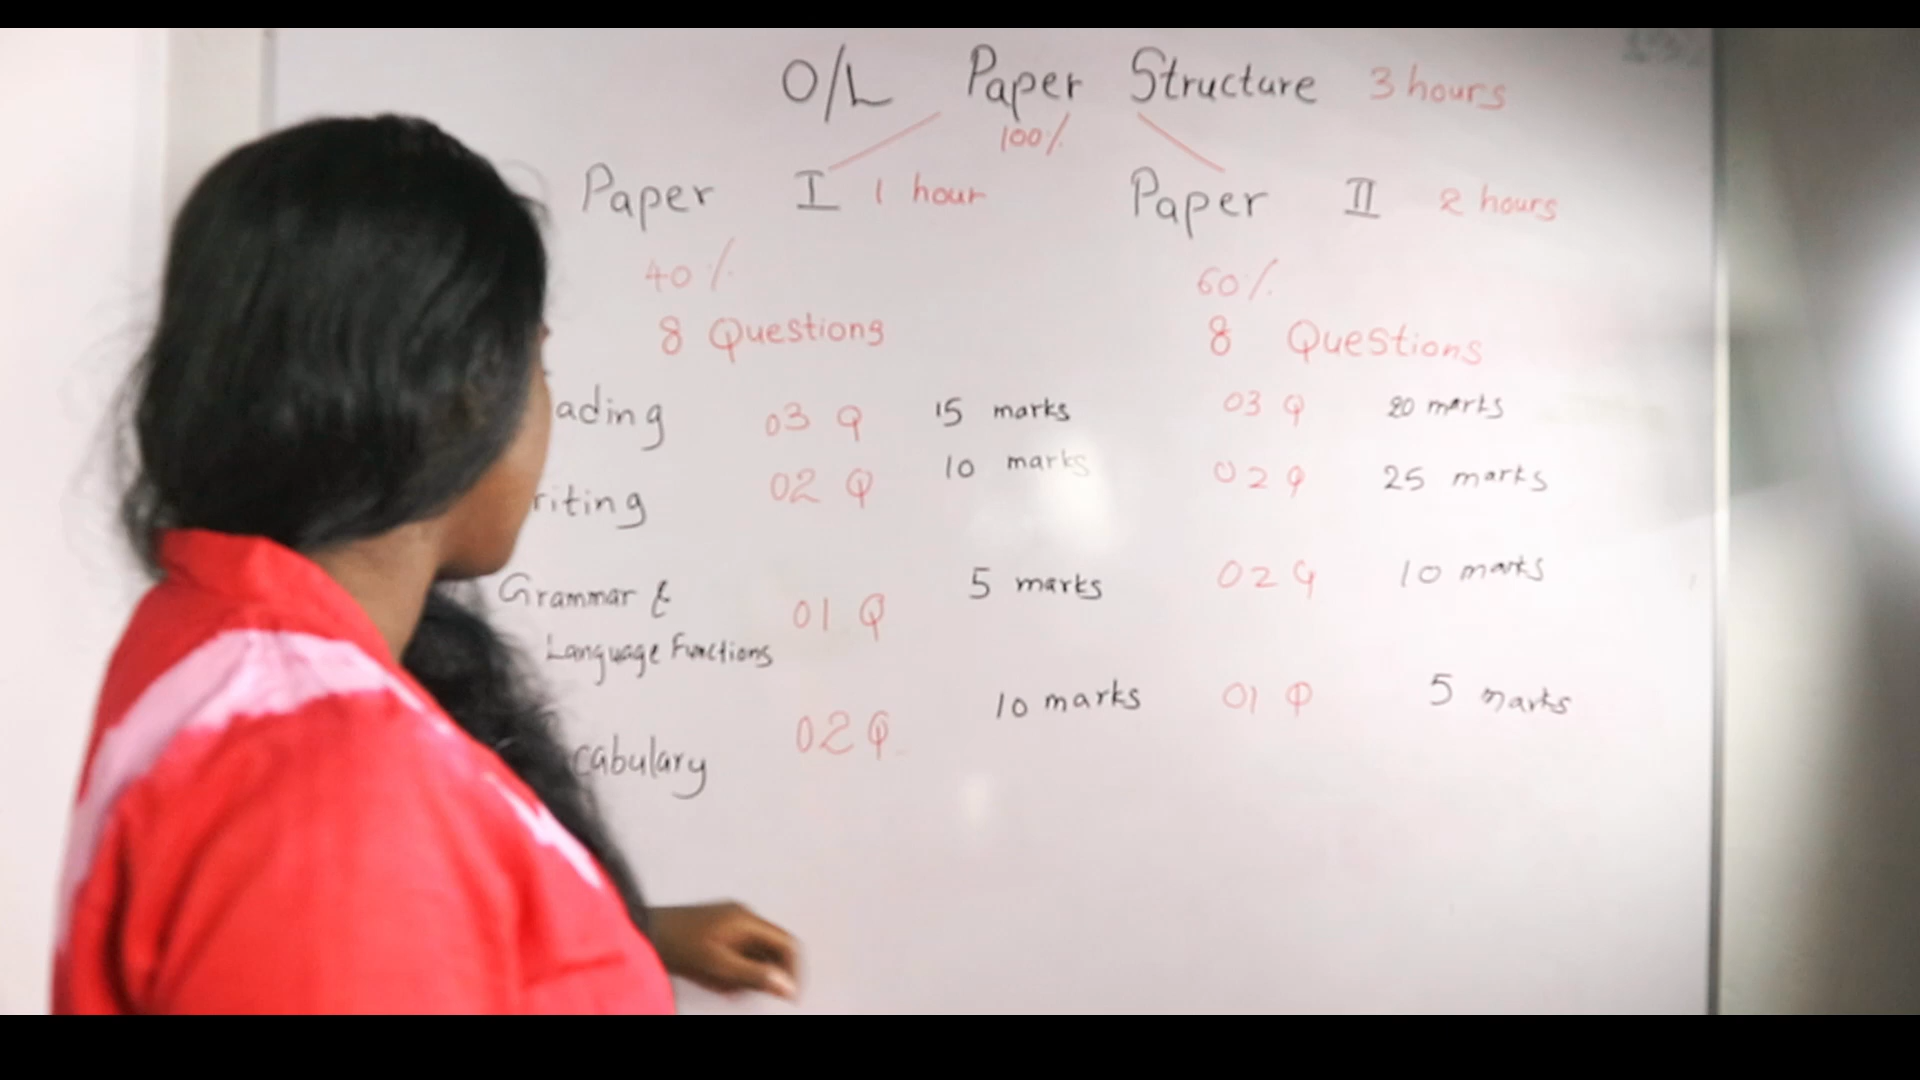 O/L Paper Structure 3 hours
100%
Paper I 1 hour Paper II 2 hours
40% 60%
8 Questions 8 Questions
ading 03 Q 15 marks 03 Q 20 marks
riting 02 Q 10 marks 02 Q 25 marks
Grammar & 01 Q 5 marks 02 Q 10 marks
Language Functions
cabulary 02 Q 10 marks 01 Q 5 marks